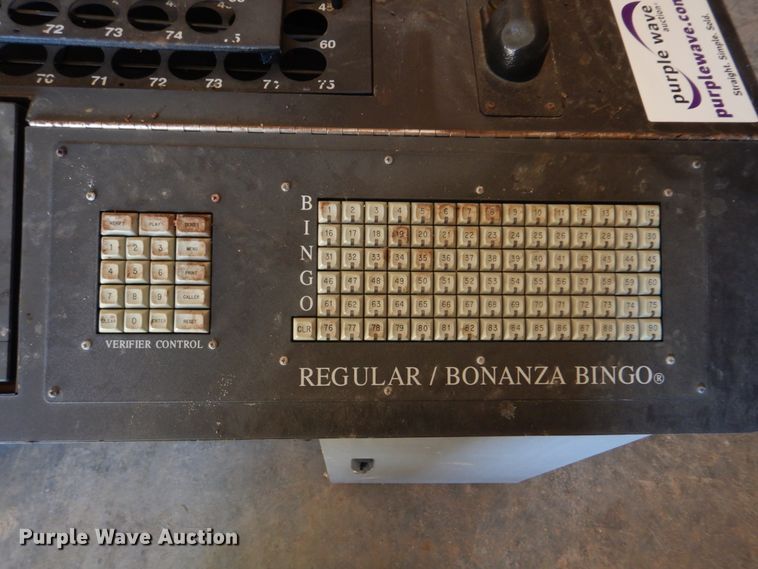 48
72 73 74 75 60
70 71 72 73 75
purple wave
auction
purplewave.com
Straight. Simple. Sold.
VERIFY PLAY
1 2 3 MENU
4 5 6 PRINT
7 8 9 CALLER
CLEAR 0 ENTER RESET
VERIFIER CONTROL
B 1 2 3 4 5 6 7 8 9 10 11 12 13 14 15
I 16 17 18 19 20 21 22 23 24 25 26 27 28 29 30
N 31 32 33 34 35 36 37 38 39 40 41 42 43 44 45
G 46 47 48 49 50 51 52 53 54 55 56 57 58 59 60
O 61 62 63 64 65 66 67 68 69 70 71 72 73 74 75
CLR 76 77 78 79 80 81 82 83 84 85 86 87 88 89 90
REGULAR / BONANZA BINGO®
Purple Wave Auction